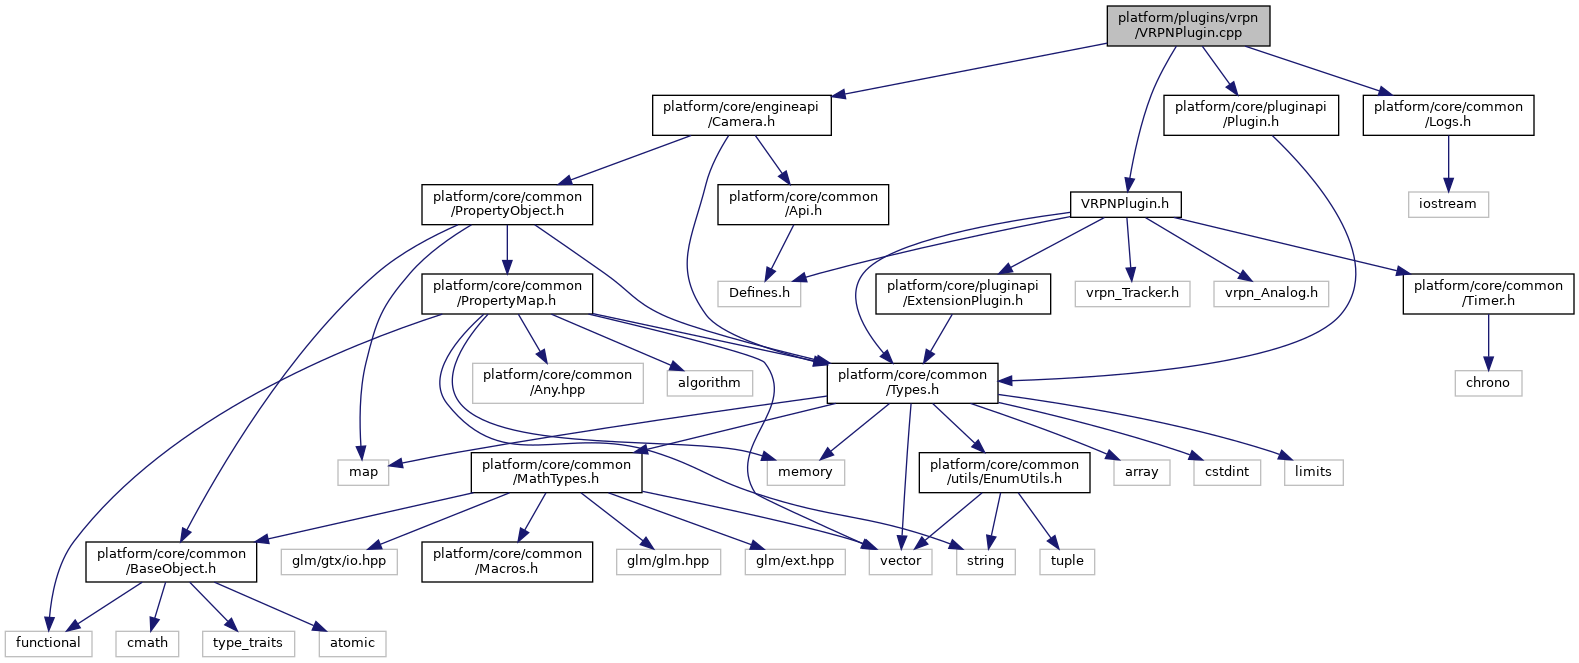 platform/plugins/vrpn
/VRPNPlugin.cpp
platform/core/engineapi
/Camera.h
platform/core/pluginapi
/Plugin.h
platform/core/common
/Logs.h
platform/core/common
/PropertyObject.h
platform/core/common
/Api.h
VRPNPlugin.h
iostream
platform/core/common
/PropertyMap.h
Defines.h
platform/core/pluginapi
/ExtensionPlugin.h
vrpn_Tracker.h
vrpn_Analog.h
platform/core/common
/Timer.h
platform/core/common
/Any.hpp
algorithm
platform/core/common
/Types.h
chrono
map
platform/core/common
/MathTypes.h
memory
platform/core/common
/utils/EnumUtils.h
array
cstdint
limits
platform/core/common
/BaseObject.h
glm/gtx/io.hpp
platform/core/common
/Macros.h
glm/glm.hpp
glm/ext.hpp
vector
string
tuple
functional
cmath
type_traits
atomic